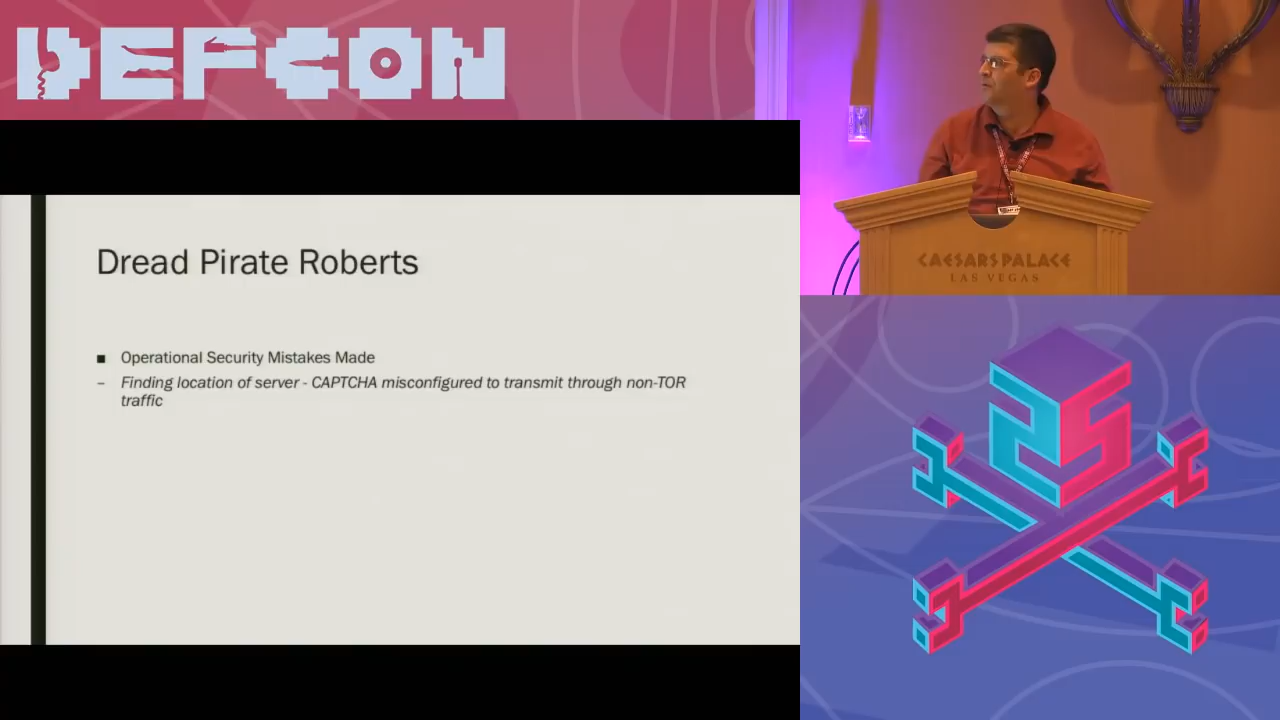 DEFCON
Dread Pirate Roberts
■ Operational Security Mistakes Made
– Finding location of server - CAPTCHA misconfigured to transmit through non-TOR
traffic
CAESARS PALACE
LAS VEGAS
25